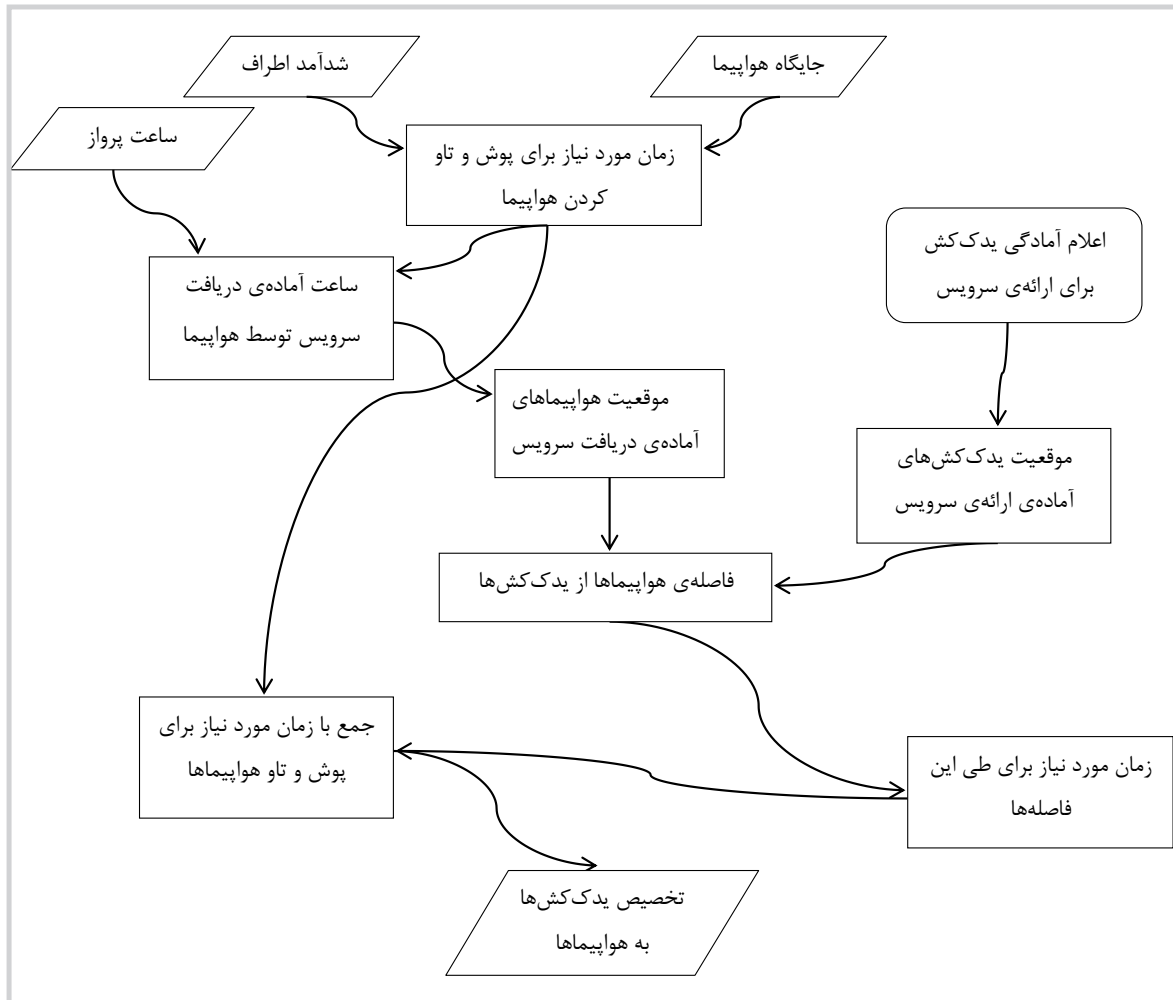 شدآمد اطراف
جایگاه هواپیما
ساعت پرواز
زمان مورد نیاز برای پوش و تاو
کردن هواپیما
اعلام آمادگی یدک‌کش
برای ارائه‌ی سرویس
ساعت آماده‌ی دریافت
سرویس توسط هواپیما
موقعیت هواپیماهای
آماده‌ی دریافت سرویس
موقعیت یدک‌کش‌های
آماده‌ی ارائه‌ی سرویس
فاصله‌ی هواپیماها از یدک‌کش‌ها
جمع با زمان مورد نیاز برای
پوش و تاو هواپیماها
زمان مورد نیاز برای طی این
فاصله‌ها
تخصیص یدک‌کش‌ها
به هواپیماها